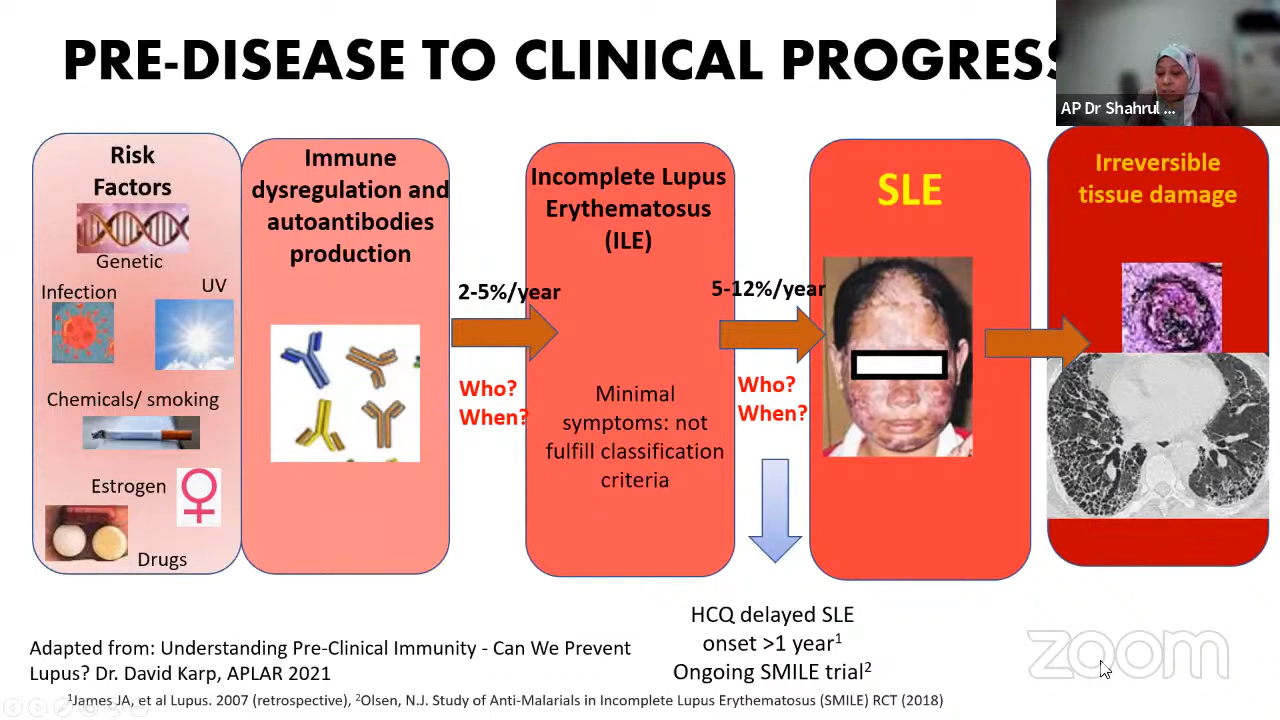 PRE-DISEASE TO CLINICAL PROGRESS
AP Dr Shahrul ...
Risk
Factors
Genetic
Infection
UV
Chemicals/ smoking
Estrogen
Drugs
Immune
dysregulation and
autoantibodies
production
2-5%/year
Who?
When?
Incomplete Lupus
Erythematosus
(ILE)
Minimal
symptoms: not
fulfill classification
criteria
5-12%/year
Who?
When?
SLE
Irreversible
tissue damage
HCQ delayed SLE
onset >1 year¹
Ongoing SMILE trial²
Adapted from: Understanding Pre-Clinical Immunity - Can We Prevent
Lupus? Dr. David Karp, APLAR 2021
¹James JA, et al Lupus. 2007 (retrospective), ²Olsen, N.J. Study of Anti-Malarials in Incomplete Lupus Erythematosus (SMILE) RCT (2018)
zoom